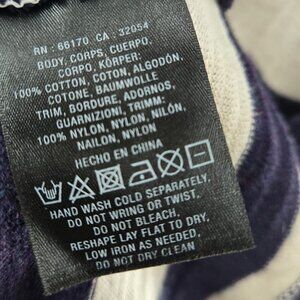 RN : 66170 CA : 32054
BODY, CORPS, CUERPO,
CORPO, KÖRPER:
100% COTTON, COTON, ALGODÓN,
COTONE, BAUMWOLLE
TRIM, BORDURE, ADORNOS,
GUARNIZIONI, TRIMM:
100% NYLON, NYLON, NILÓN,
NAILON, NYLON
HECHO EN CHINA
HAND WASH COLD SEPARATELY.
DO NOT WRING OR TWIST.
DO NOT BLEACH.
RESHAPE LAY FLAT TO DRY.
LOW IRON AS NEEDED.
DO NOT DRY CLEAN.